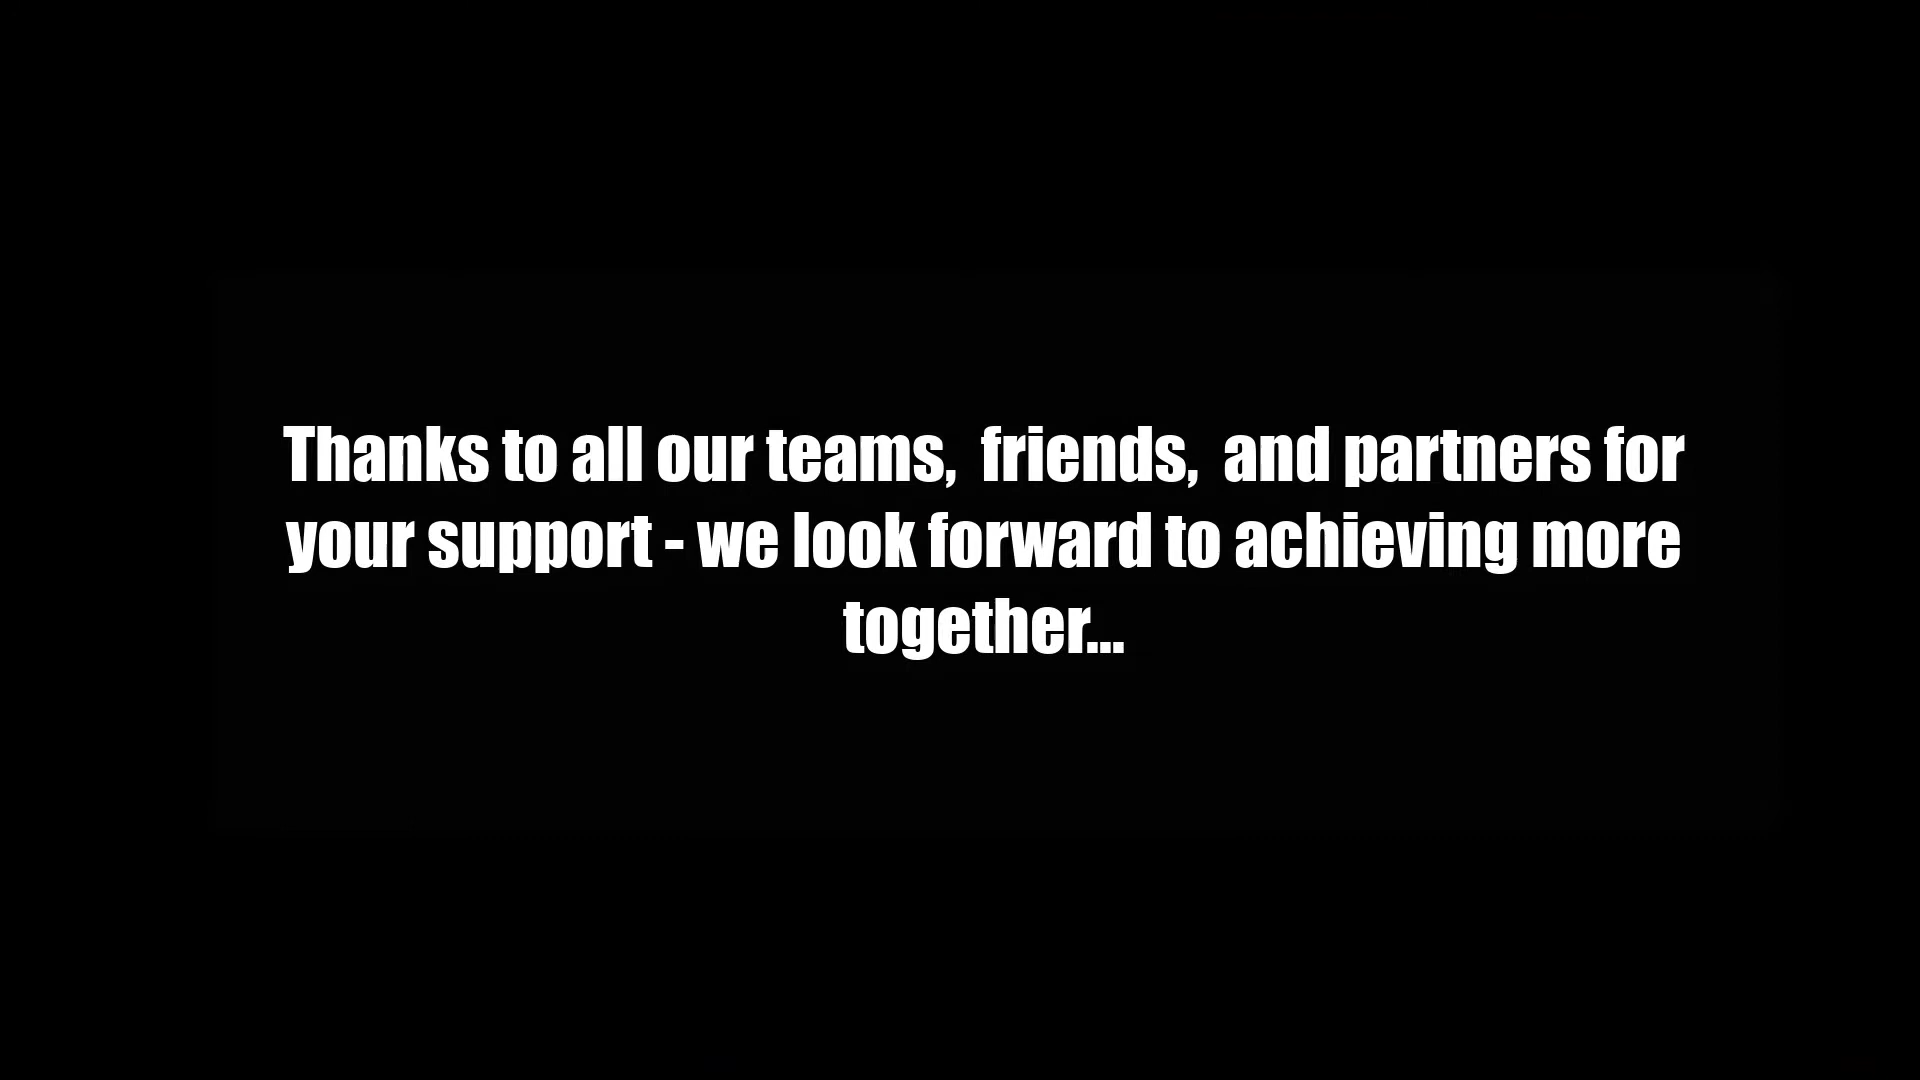 Thanks to all our teams,  friends,  and partners for
your support - we look forward to achieving more
together...